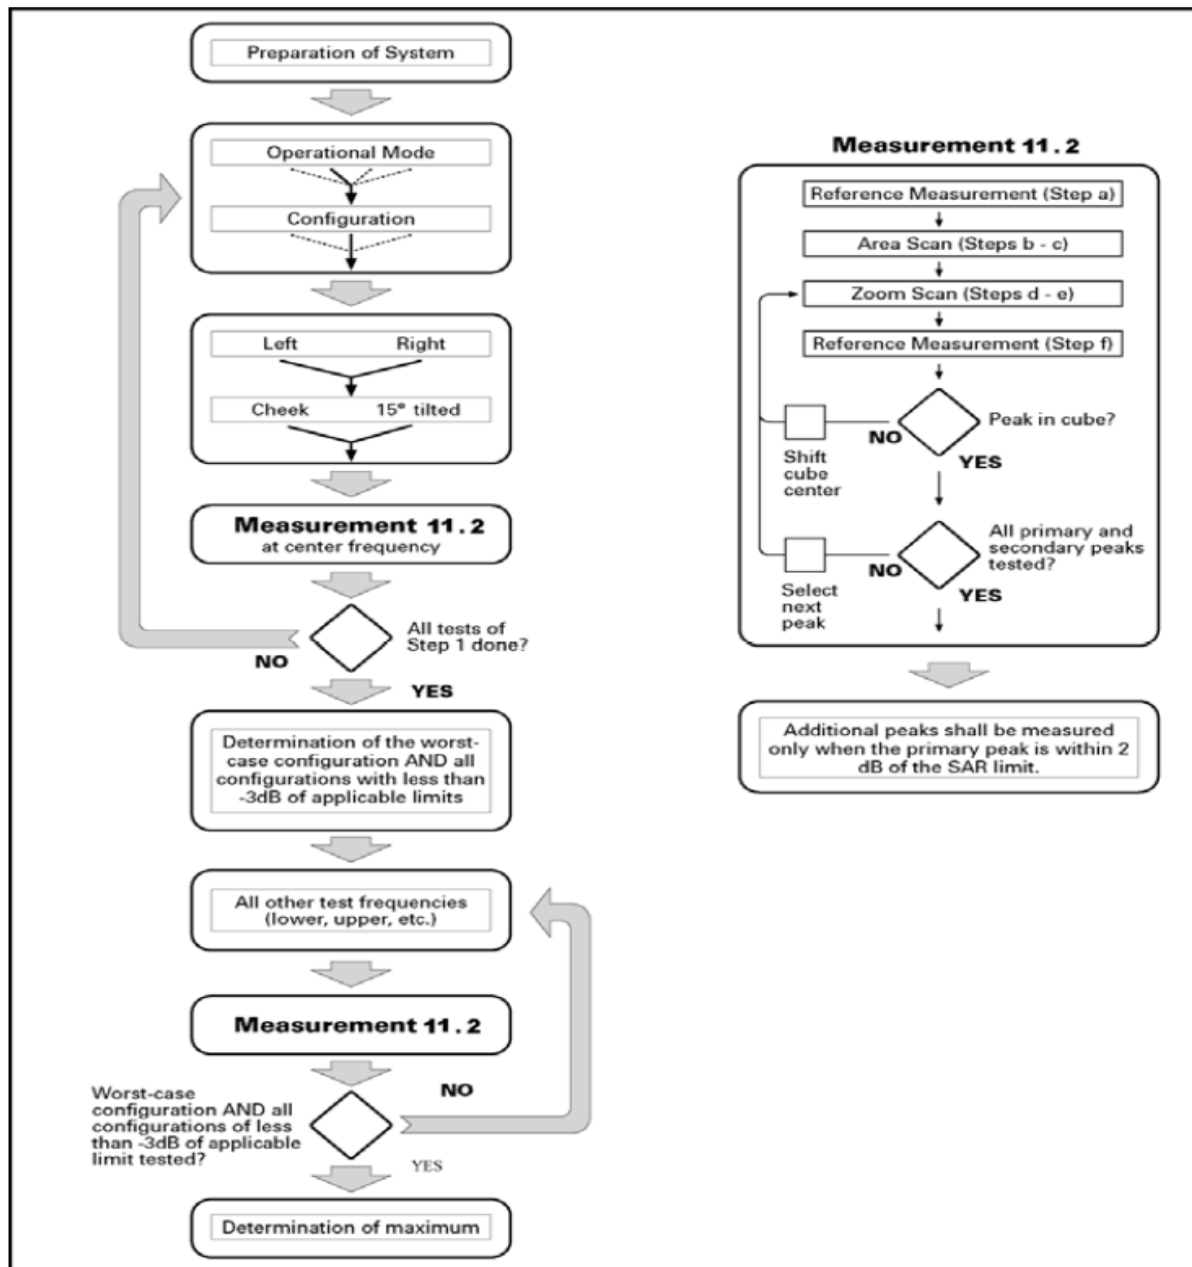 Preparation of System
Operational Mode
Configuration
Left Right
Cheek 15° tilted
Measurement 11.2
at center frequency
All tests of
Step 1 done?
NO
YES
Determination of the worst-
case configuration AND all
configurations with less than
-3dB of applicable limits
All other test frequencies
(lower, upper, etc.)
Measurement 11.2
NO
Worst-case
configuration AND all
configurations of less
than -3dB of applicable
limit tested?
YES
Determination of maximum
Measurement 11.2
Reference Measurement (Step a)
Area Scan (Steps b - c)
Zoom Scan (Steps d - e)
Reference Measurement (Step f)
Peak in cube?
NO
Shift
cube
center
YES
All primary and
secondary peaks
tested?
NO
Select
next
peak
YES
Additional peaks shall be measured
only when the primary peak is within 2
dB of the SAR limit.